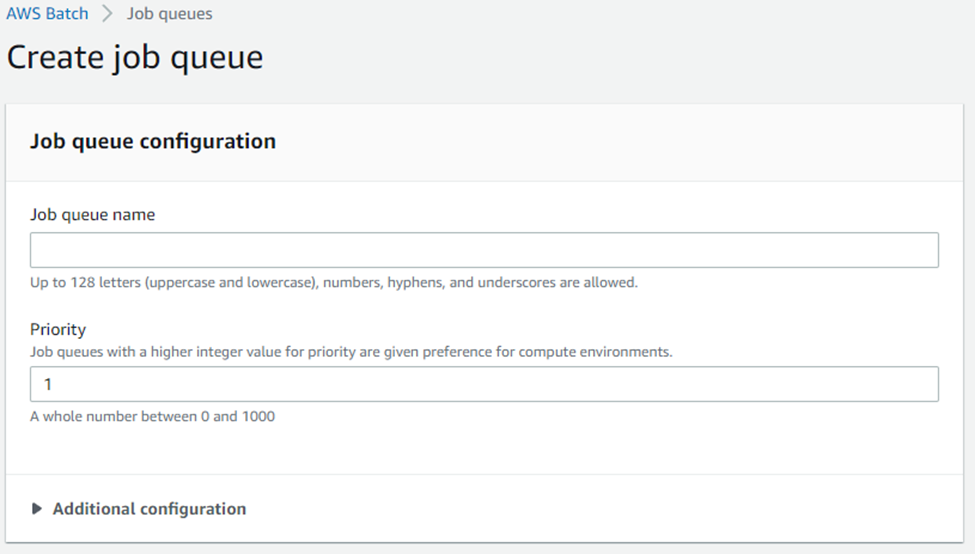 AWS Batch > Job queues
Create job queue
Job queue configuration
Job queue name
Up to 128 letters (uppercase and lowercase), numbers, hyphens, and underscores are allowed.
Priority
Job queues with a higher integer value for priority are given preference for compute environments.
1
A whole number between 0 and 1000
Additional configuration